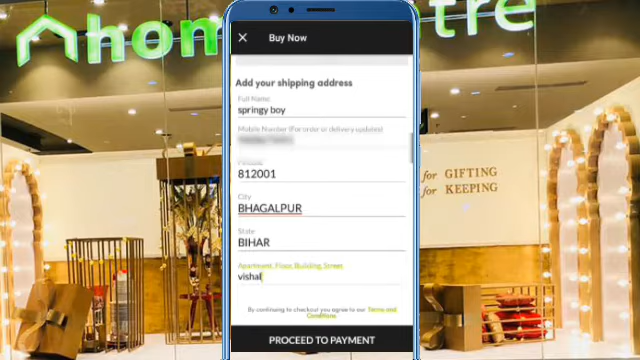 hom
tre
Buy Now
Add your shipping address
Full Name
springy boy
Mobile Number (For order or delivery updates)
812001
City
BHAGALPUR
State
BIHAR
Apartment, Floor, Building, Street
vishal
By continuing to checkout you agree to our Terms and
Conditions
PROCEED TO PAYMENT
for GIFTING
for KEEPING